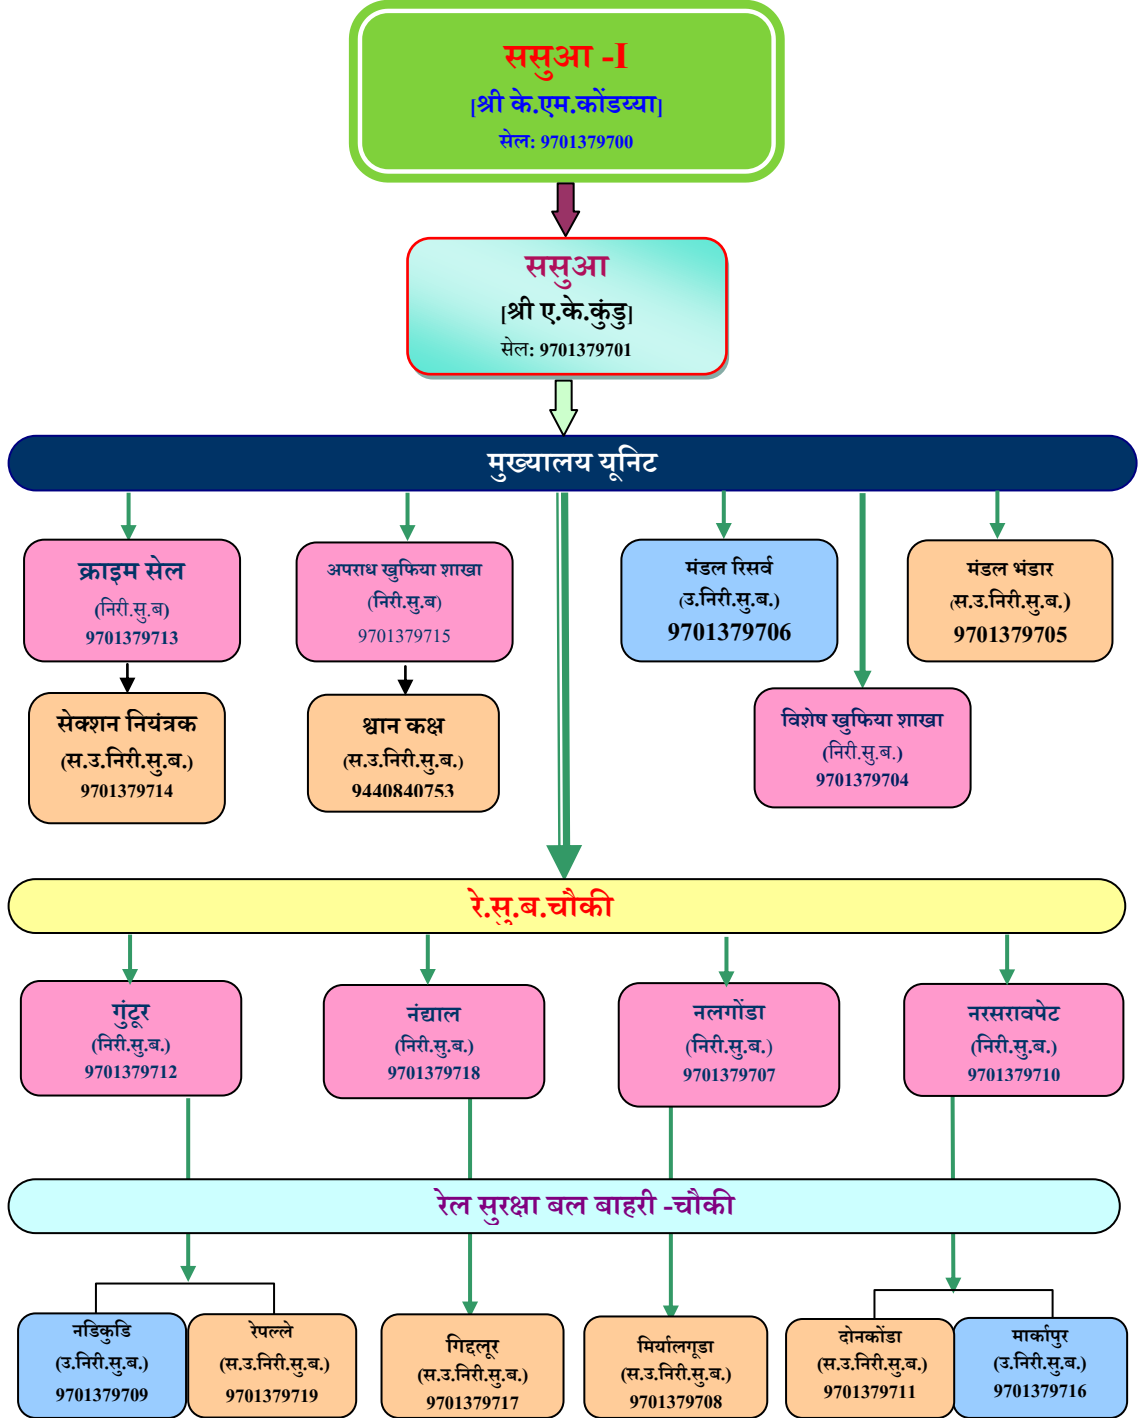 ससुआ -I
[श्री के.एम.कोंडय्या]
सेल: 9701379700
ससुआ
[श्री ए.के.कुंडु]
सेल: 9701379701
मुख्यालय यूनिट
क्राइम सेल
(निरी.सु.ब)
9701379713
अपराध खुफिया शाखा
(निरी.सु.ब)
9701379715
मंडल रिसर्व
(उ.निरी.सु.ब.)
9701379706
मंडल भंडार
(स.उ.निरी.सु.ब.)
9701379705
सेक्शन नियंत्रक
(स.उ.निरी.सु.ब.)
9701379714
श्वान कक्ष
(स.उ.निरी.सु.ब.)
9440840753
विशेष खुफिया शाखा
(निरी.सु.ब.)
9701379704
रे.सु.ब.चौकी
गुंटूर
(निरी.सु.ब.)
9701379712
नंद्याल
(निरी.सु.ब.)
9701379718
नलगोंडा
(निरी.सु.ब.)
9701379707
नरसरावपेट
(निरी.सु.ब.)
9701379710
रेल सुरक्षा बल बाहरी -चौकी
नडिकुडि
(उ.निरी.सु.ब.)
9701379709
रेपल्ले
(स.उ.निरी.सु.ब.)
9701379719
गिद्दलूर
(स.उ.निरी.सु.ब.)
9701379717
मिर्यालगूडा
(स.उ.निरी.सु.ब.)
9701379708
दोनकोंडा
(स.उ.निरी.सु.ब.)
9701379711
मार्कापुर
(उ.निरी.सु.ब.)
9701379716